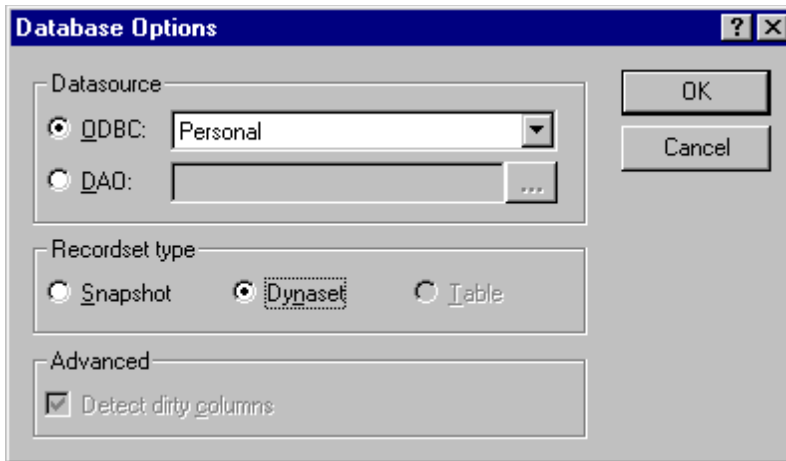 Database Options
Datasource
ODBC: Personal
DAO: ...
OK
Cancel
Recordset type
Snapshot Dynaset Table
Advanced
Detect dirty columns